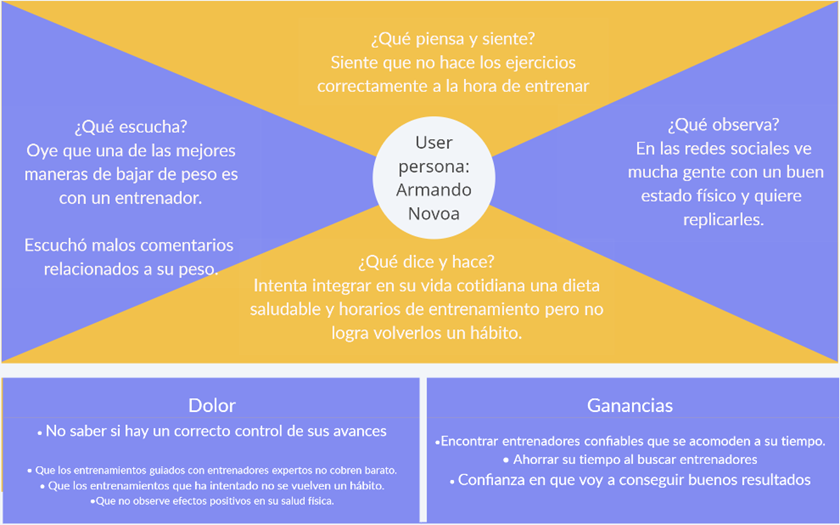 ¿Qué piensa y siente?
Siente que no hace los ejercicios
correctamente a la hora de entrenar
¿Qué escucha?
Oye que una de las mejores
maneras de bajar de peso es
con un entrenador.
Escuchó malos comentarios
relacionados a su peso.
User
persona:
Armando
Novoa
¿Qué observa?
En las redes sociales ve
mucha gente con un buen
estado físico y quiere
replicarles.
¿Qué dice y hace?
Intenta integrar en su vida cotidiana una dieta
saludable y horarios de entrenamiento pero no
logra volverlos un hábito.
Dolor
• No saber si hay un correcto control de sus avances
• Que los entrenamientos guiados con entrenadores expertos no cobren barato.
• Que los entrenamientos que ha intentado no se vuelven un hábito.
•Que no observe efectos positivos en su salud física.
Ganancias
•Encontrar entrenadores confiables que se acomoden a su tiempo.
• Ahorrar su tiempo al buscar entrenadores
• Confianza en que voy a conseguir buenos resultados